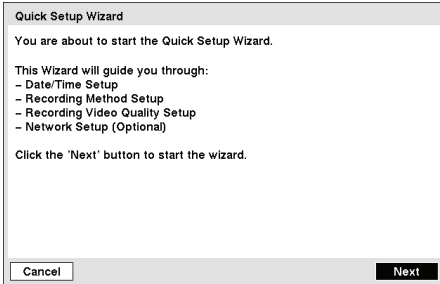 Quick Setup Wizard
You are about to start the Quick Setup Wizard.
This Wizard will guide you through:
– Date/Time Setup
– Recording Method Setup
– Recording Video Quality Setup
– Network Setup (Optional)
Click the 'Next' button to start the wizard.
Cancel
Next